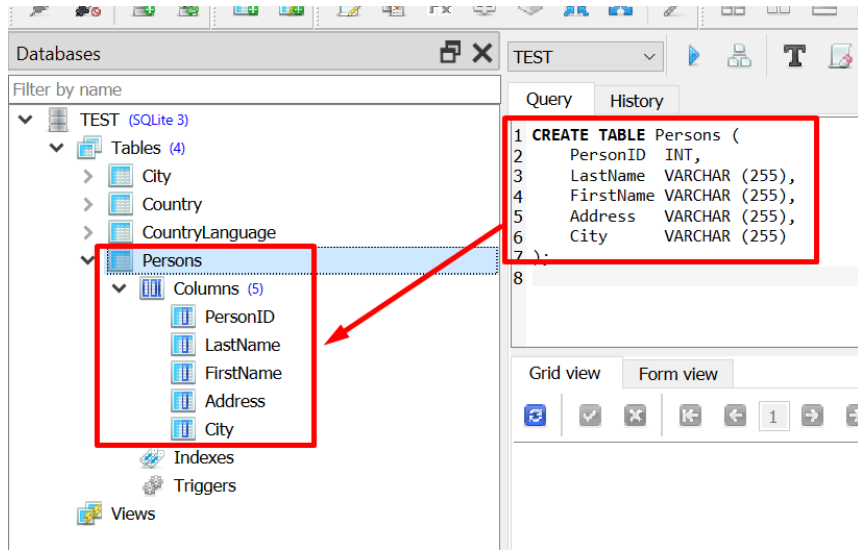 Databases
Filter by name
TEST (SQLite 3)
Tables (4)
City
Country
CountryLanguage
Persons
Columns (5)
PersonID
LastName
FirstName
Address
City
Indexes
Triggers
Views
TEST
Query History
1 CREATE TABLE Persons (
2 PersonID INT,
3 LastName VARCHAR (255),
4 FirstName VARCHAR (255),
5 Address VARCHAR (255),
6 City VARCHAR (255)
7 );
8
Grid view Form view
1